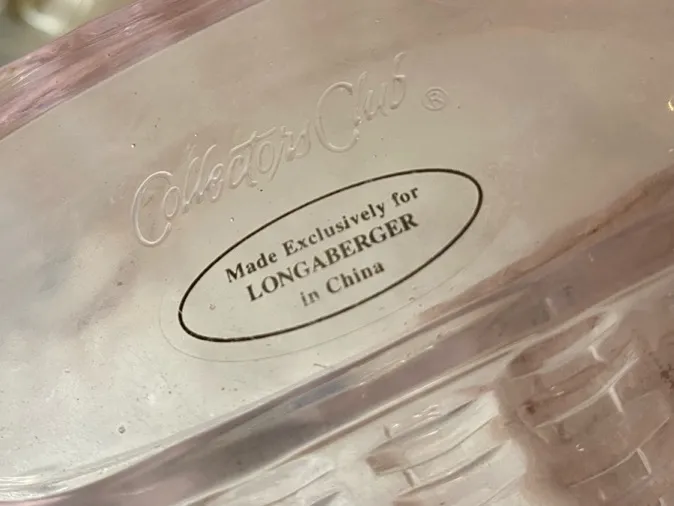 Collectors Club ®
Made Exclusively for
LONGABERGER
in China